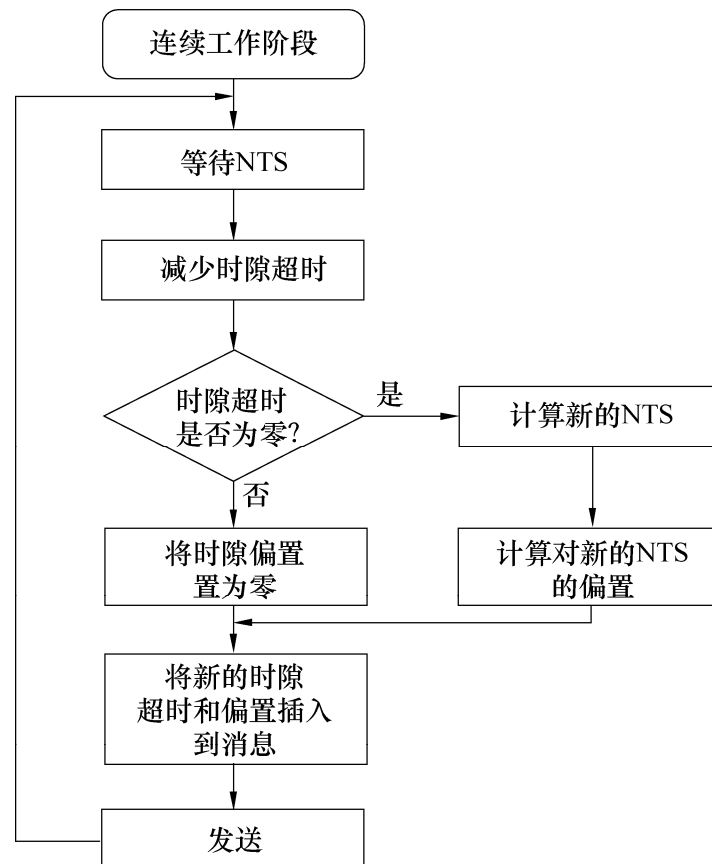 连续工作阶段
等待NTS
减少时隙超时
时隙超时
是否为零?
是
计算新的NTS
否
将时隙偏置
置为零
计算对新的NTS
的偏置
将新的时隙
超时和偏置插入
到消息
发送